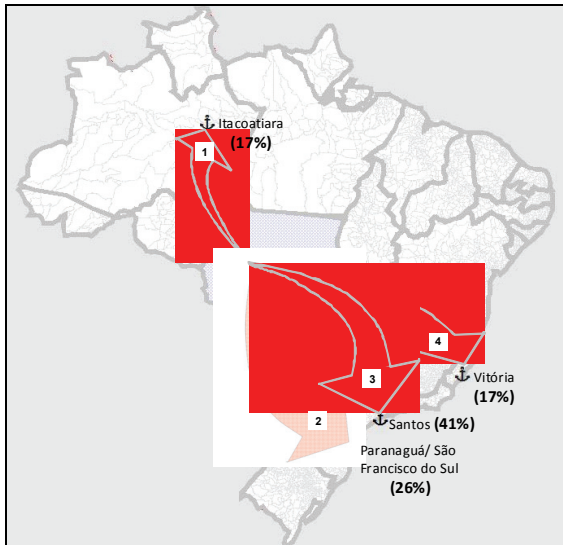 Itacoatiara
(17%)
1
4
3
Vitória
(17%)
2
Santos (41%)
Paranaguá/ São
Francisco do Sul
(26%)